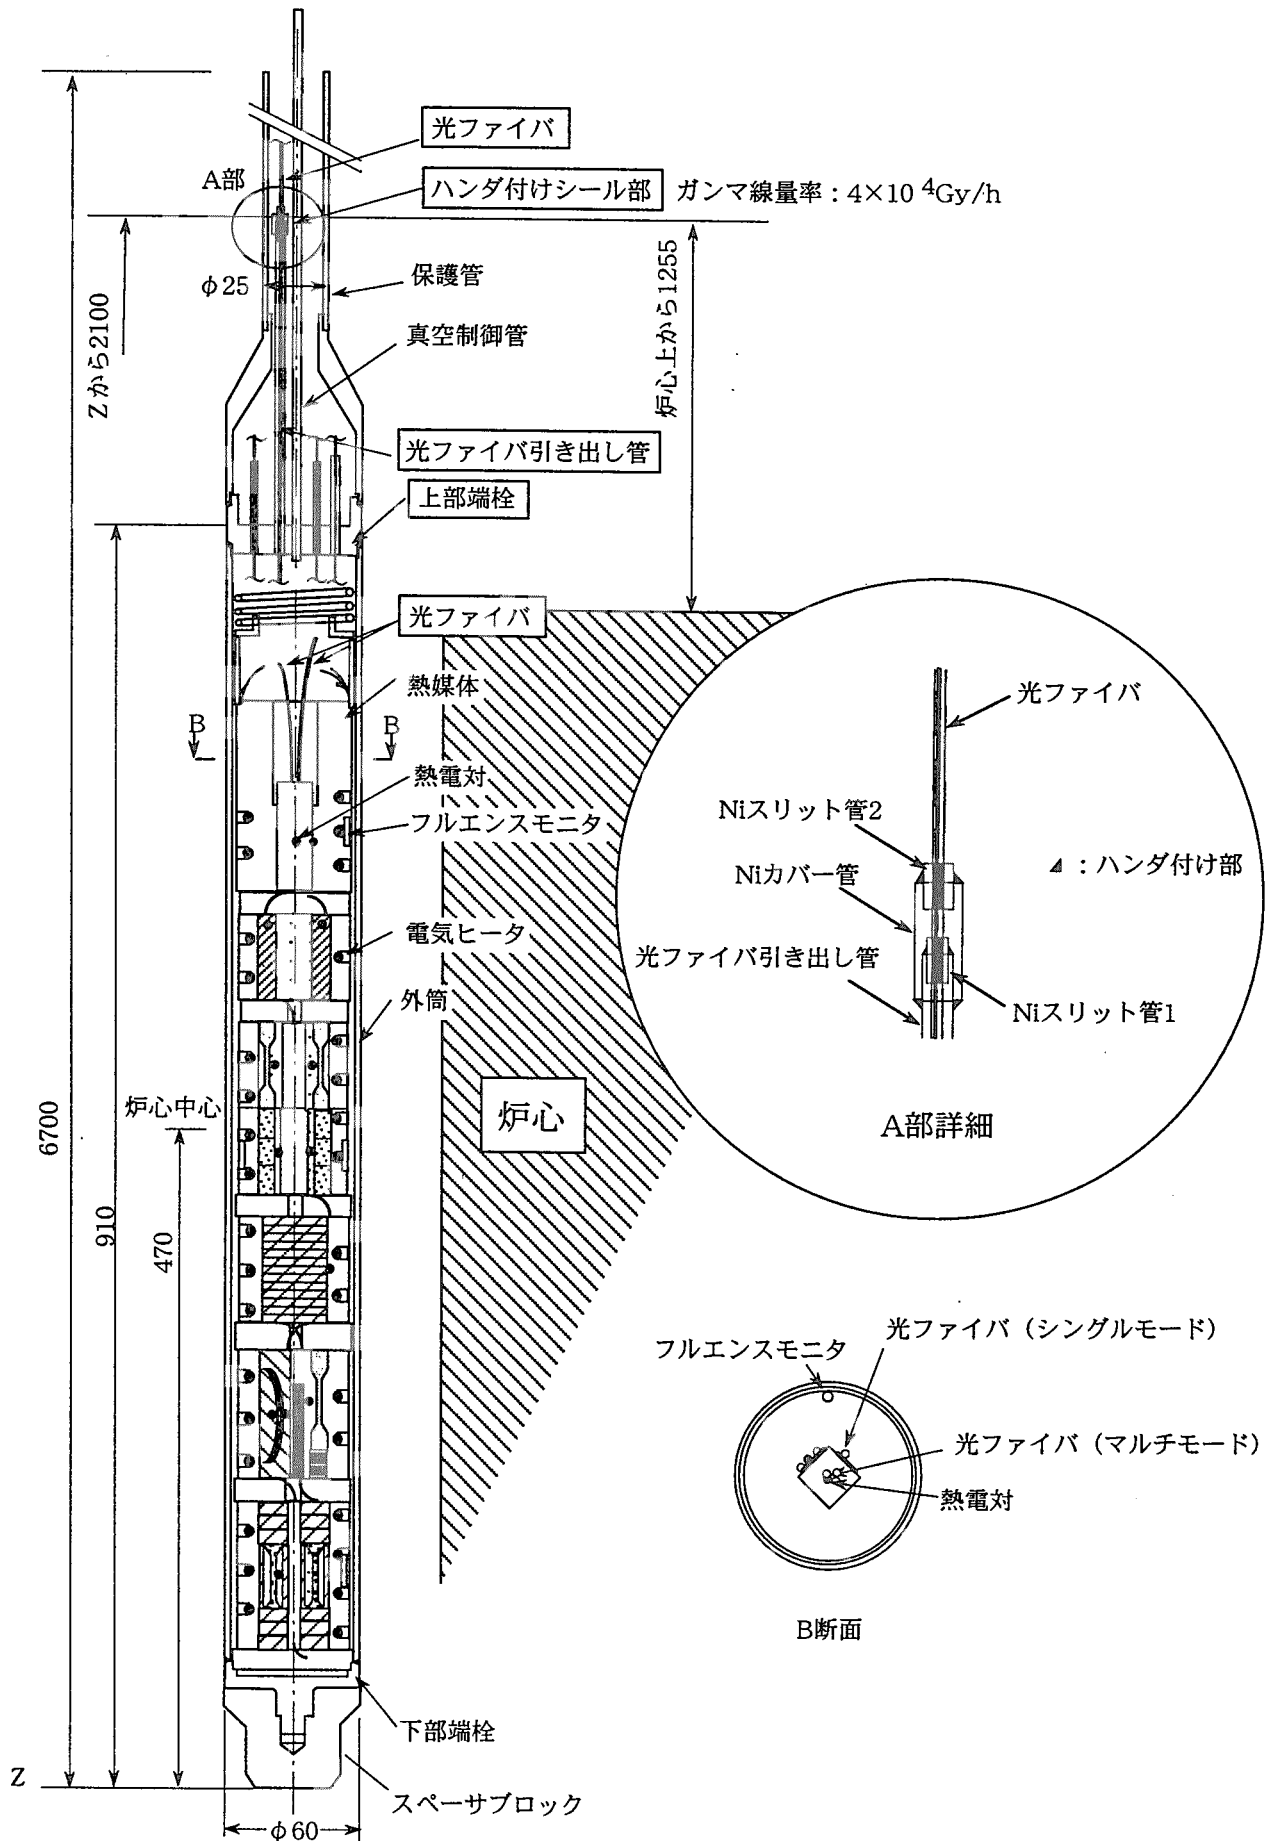 光ファイバ
A部
ハンダ付けシール部 ガンマ線量率：4×10 4Gy/h
φ25
保護管
Zから2100
炉心上から1255
真空制御管
光ファイバ引き出し管
上部端栓
光ファイバ
熱媒体
B
B
熱電対
フルエンスモニタ
電気ヒータ
外筒
炉心中心
炉心
6700
910
470
光ファイバ
Niスリット管2
Niカバー管
：ハンダ付け部
光ファイバ引き出し管
Niスリット管1
A部詳細
光ファイバ（シングルモード）
フルエンスモニタ
光ファイバ（マルチモード）
熱電対
B断面
下部端栓
Z
スペーサブロック
φ60